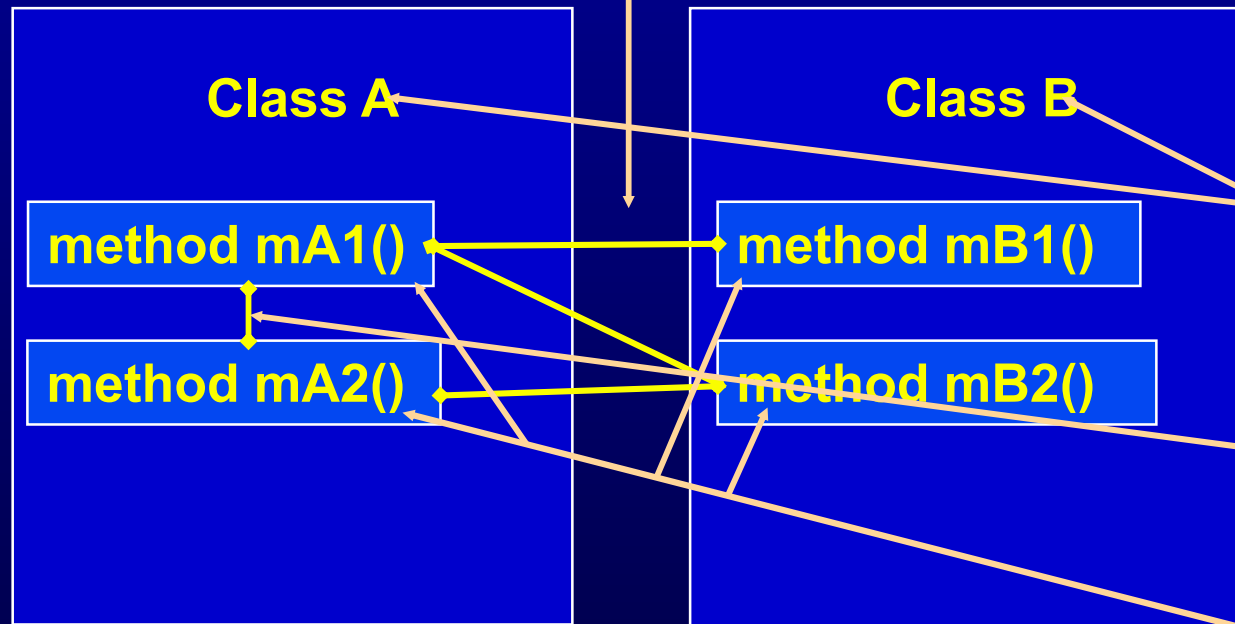 Class A
Class B
method mA1()
method mB1()
method mA2()
method mB2()